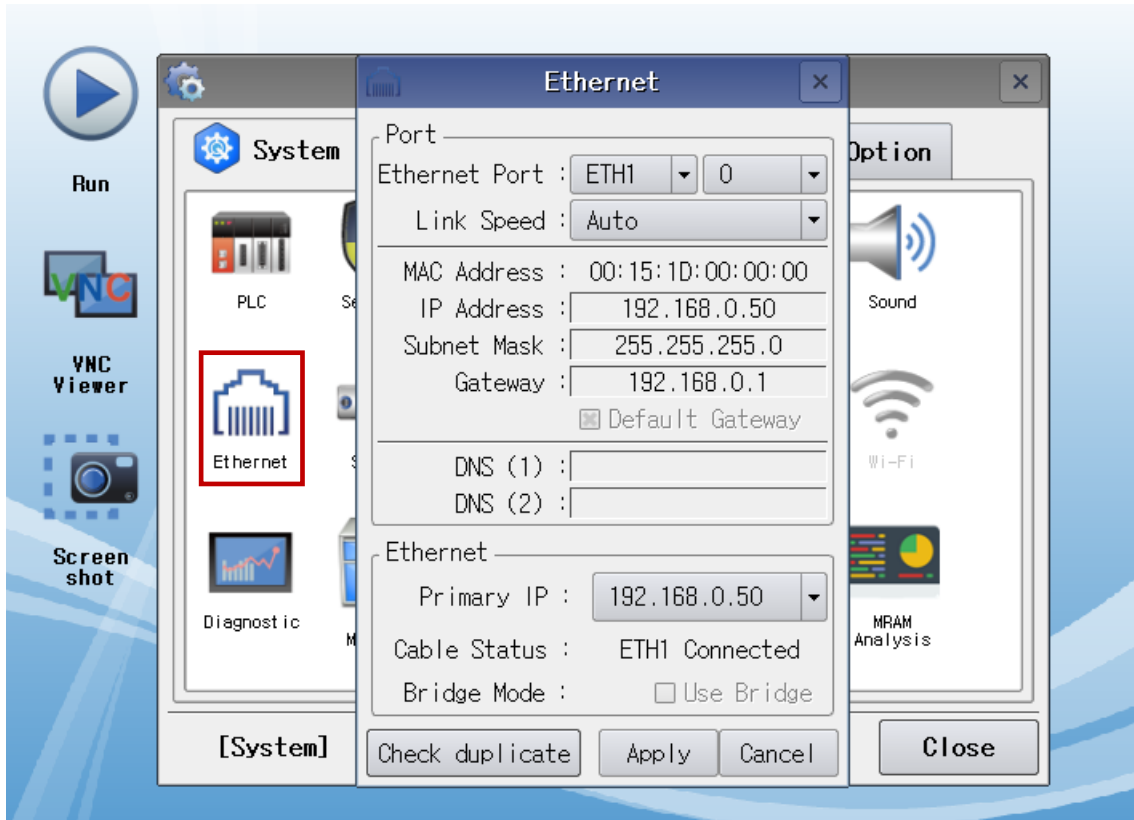 Run
VNC
VNC
Viewer
Screen
shot
System
Option
PLC
Se
Sound
Ethernet
S
Wi-Fi
Diagnostic
M
MRAM
Analysis
[System]
Close
Ethernet
Port
Ethernet Port : ETH1 0
Link Speed : Auto
MAC Address : 00:15:1D:00:00:00
IP Address : 192.168.0.50
Subnet Mask : 255.255.255.0
Gateway : 192.168.0.1
Default Gateway
DNS (1) :
DNS (2) :
Ethernet
Primary IP : 192.168.0.50
Cable Status : ETH1 Connected
Bridge Mode : Use Bridge
Check duplicate Apply Cancel